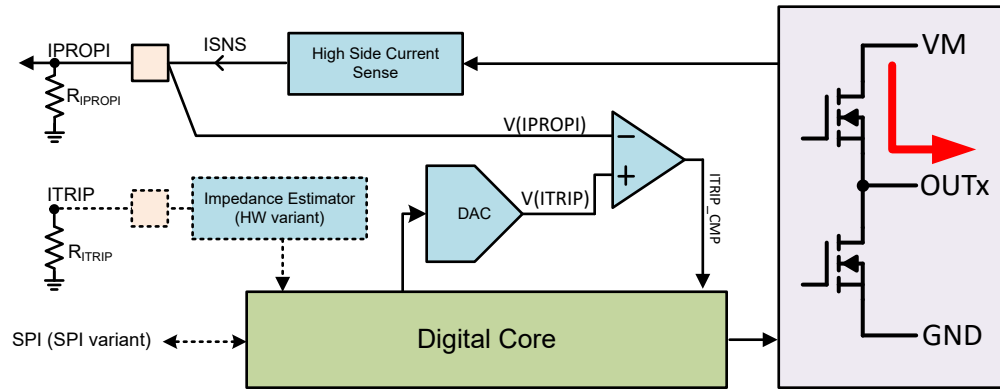 IPROPI
ISNS
High Side Current
Sense
VM
RIPROPI
V(IPROPI)
−
+
ITRIP
Impedance Estimator
(HW variant)
DAC
V(ITRIP)
ITRIP_CMP
OUTx
RITRIP
SPI (SPI variant)
Digital Core
GND